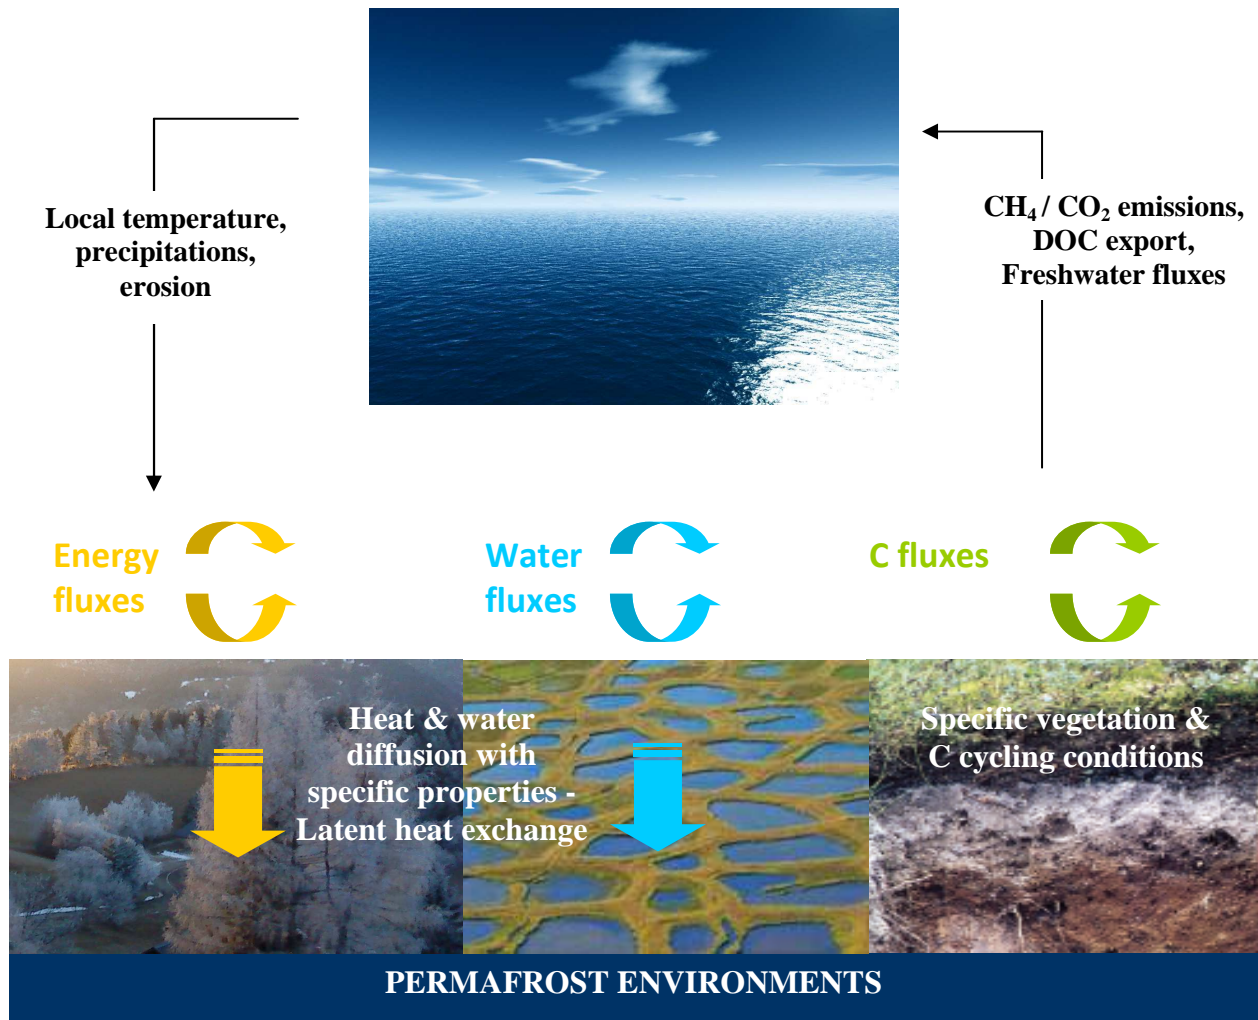 Local temperature,
precipitations,
erosion
CH₄ / CO₂ emissions,
DOC export,
Freshwater fluxes
Energy
fluxes
Water
fluxes
C fluxes
Heat & water
diffusion with
specific properties -
Latent heat exchange
Specific vegetation &
C cycling conditions
PERMAFROST ENVIRONMENTS